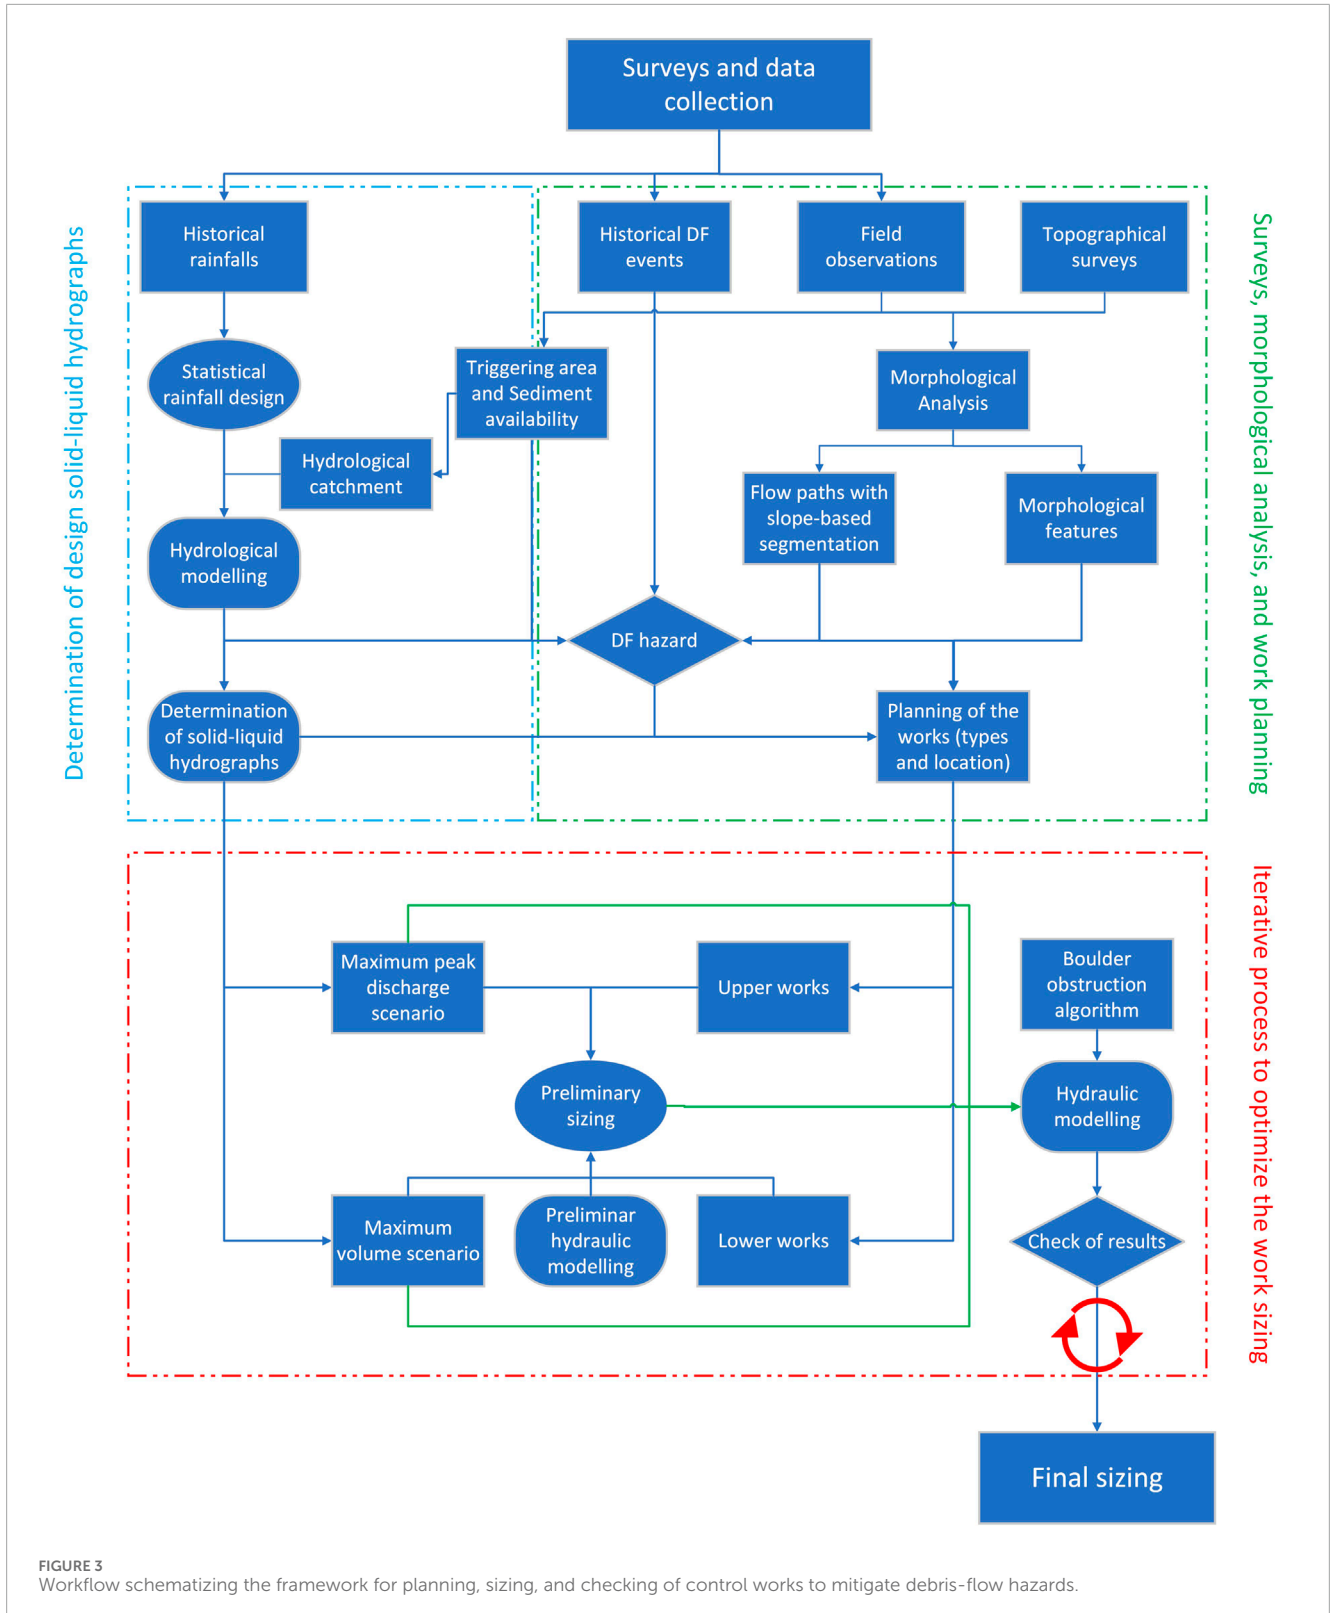 Surveys and data
collection
Determination of design solid-liquid hydrographs
Surveys, morphological analysis, and work planning
Historical
rainfalls
Historical DF
events
Field
observations
Topographical
surveys
Statistical
rainfall design
Triggering area
and Sediment
availability
Morphological
Analysis
Hydrological
catchment
Flow paths with
slope-based
segmentation
Morphological
features
Hydrological
modelling
DF hazard
Determination
of solid-liquid
hydrographs
Planning of the
works (types
and location)
Iterative process to optimize the work sizing
Maximum peak
discharge
scenario
Upper works
Boulder
obstruction
algorithm
Preliminary
sizing
Hydraulic
modelling
Maximum
volume scenario
Preliminar
hydraulic
modelling
Lower works
Check of results
Final sizing
FIGURE 3
Workflow schematizing the framework for planning, sizing, and checking of control works to mitigate debris-flow hazards.